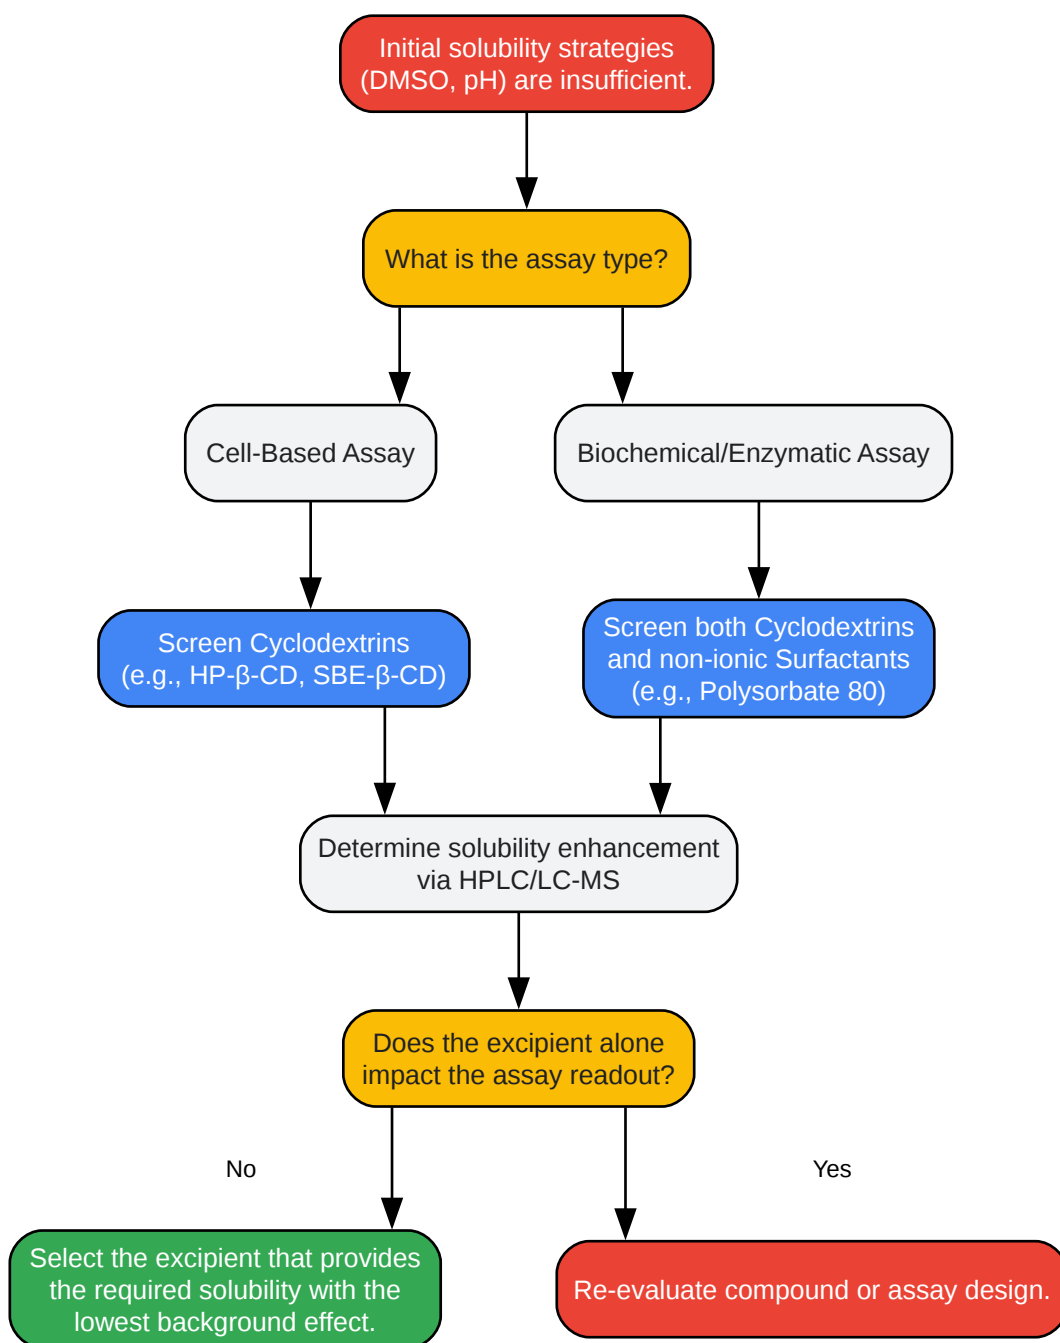 Initial solubility strategies
(DMSO, pH) are insufficient.
What is the assay type?
Cell-Based Assay
Biochemical/Enzymatic Assay
Screen Cyclodextrins
(e.g., HP-β-CD, SBE-β-CD)
Screen both Cyclodextrins
and non-ionic Surfactants
(e.g., Polysorbate 80)
Determine solubility enhancement
via HPLC/LC-MS
Does the excipient alone
impact the assay readout?
No
Yes
Select the excipient that provides
the required solubility with the
lowest background effect.
Re-evaluate compound or assay design.